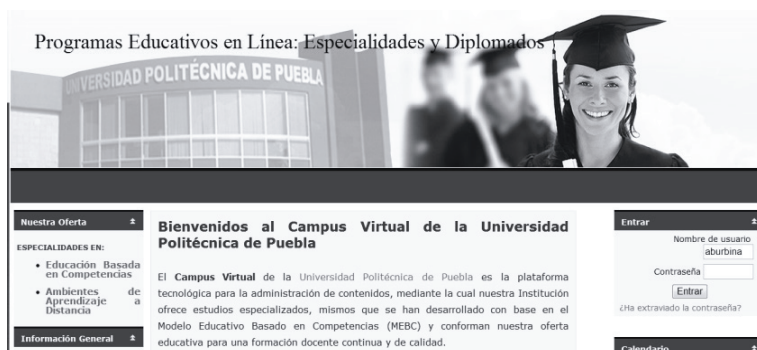 Programas Educativos en Línea: Especialidades y Diplomados
UNIVERSIDAD POLITÉCNICA DE PUEBLA
Nuestra Oferta
ESPECIALIDADES EN:
• Educación Basada
en Competencias
• Ambientes de
Aprendizaje a
Distancia
Información General
Bienvenidos al Campus Virtual de la Universidad
Politécnica de Puebla
El Campus Virtual de la Universidad Politécnica de Puebla es la plataforma
tecnológica para la administración de contenidos, mediante la cual nuestra Institución
ofrece estudios especializados, mismos que se han desarrollado con base en el
Modelo Educativo Basado en Competencias (MEBC) y conforman nuestra oferta
educativa para una formación docente continua y de calidad.
Entrar
Nombre de usuario
aburbina
Contraseña
Entrar
¿Ha extraviado la contraseña?
Calendario